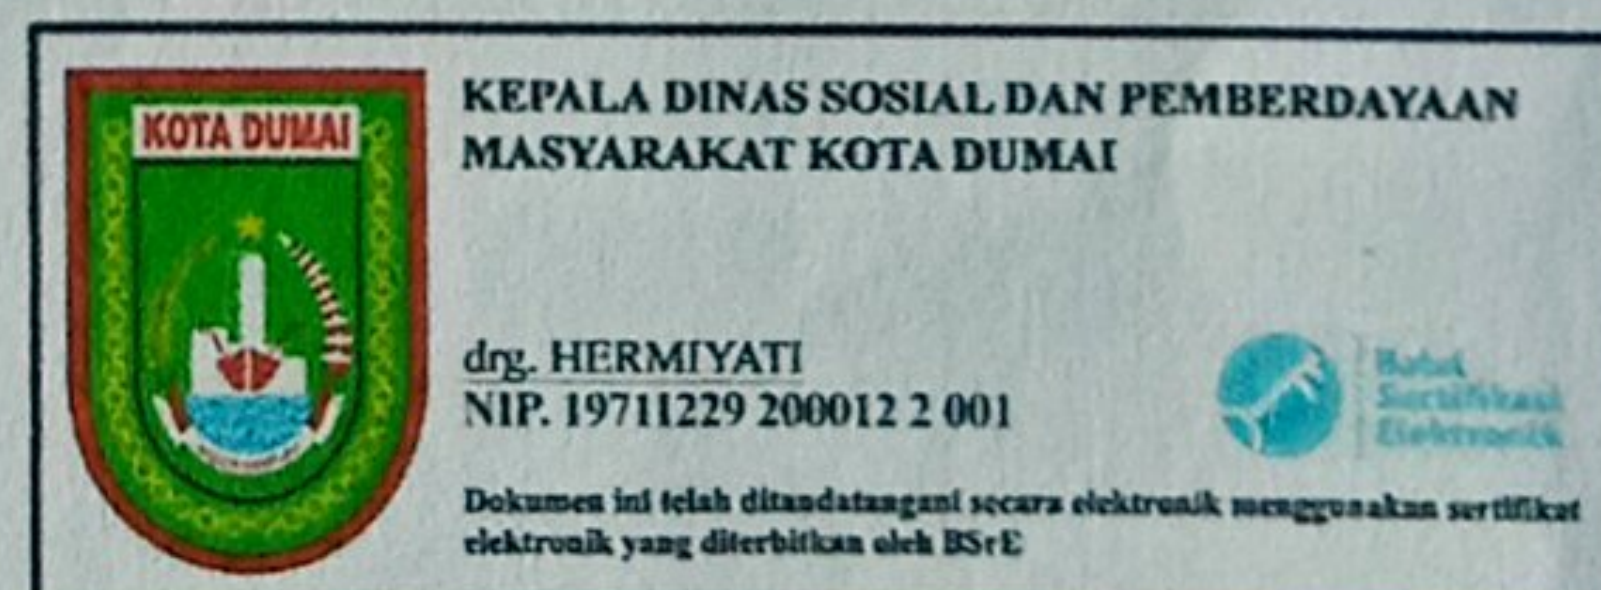 KOTA DUMAI
KEPALA DINAS SOSIAL DAN PEMBERDAYAAN
MASYARAKAT KOTA DUMAI
drg. HERMIYATI
NIP. 19711229 200012 2 001
Balai
Sertifikasi
Elektronik
Dokumen ini telah ditandatangani secara elektronik menggunakan sertifikat
elektronik yang diterbitkan oleh BSrE